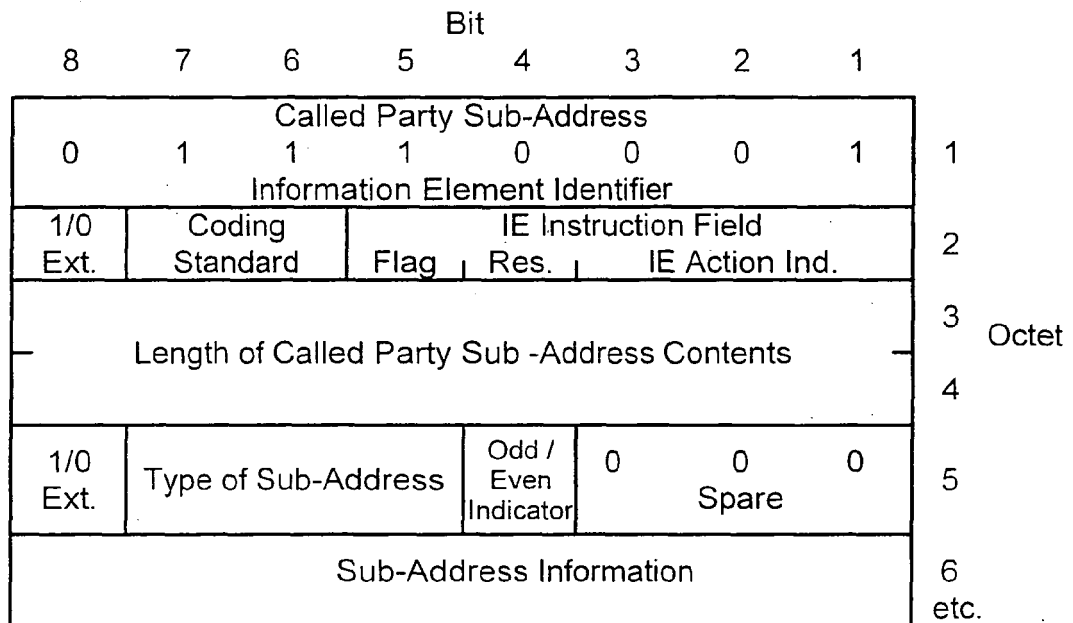 Bit
8 7 6 5 4 3 2 1
Called Party Sub-Address
0 1 1 1 0 0 0 1 1
Information Element Identifier
1/0 Coding IE Instruction Field 2
Ext. Standard Flag Res. IE Action Ind.
3
Length of Called Party Sub -Address Contents Octet
4
1/0 Type of Sub-Address Odd / 0 0 0 5
Ext. Even Spare
Indicator
Sub-Address Information 6
etc.